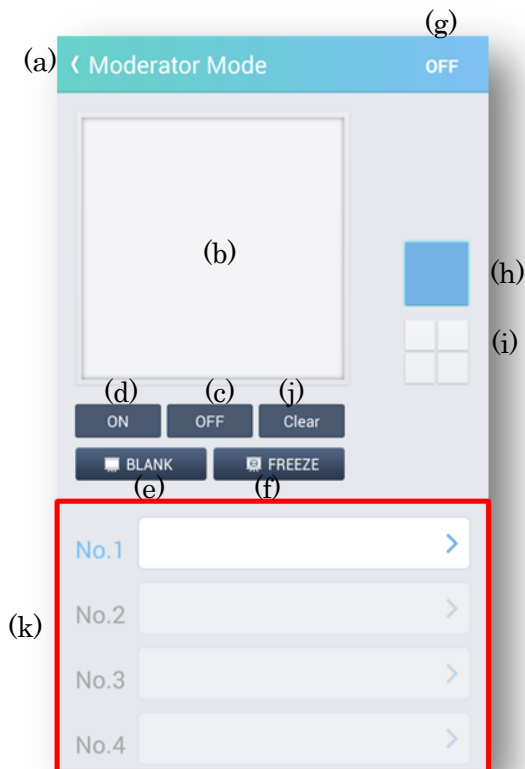 (g)
(a) Moderator Mode OFF
(b)
(h)
(i)
(d) (c) (j)
ON OFF Clear
BLANK FREEZE
(e) (f)
No.1
(k) No.2
No.3
No.4